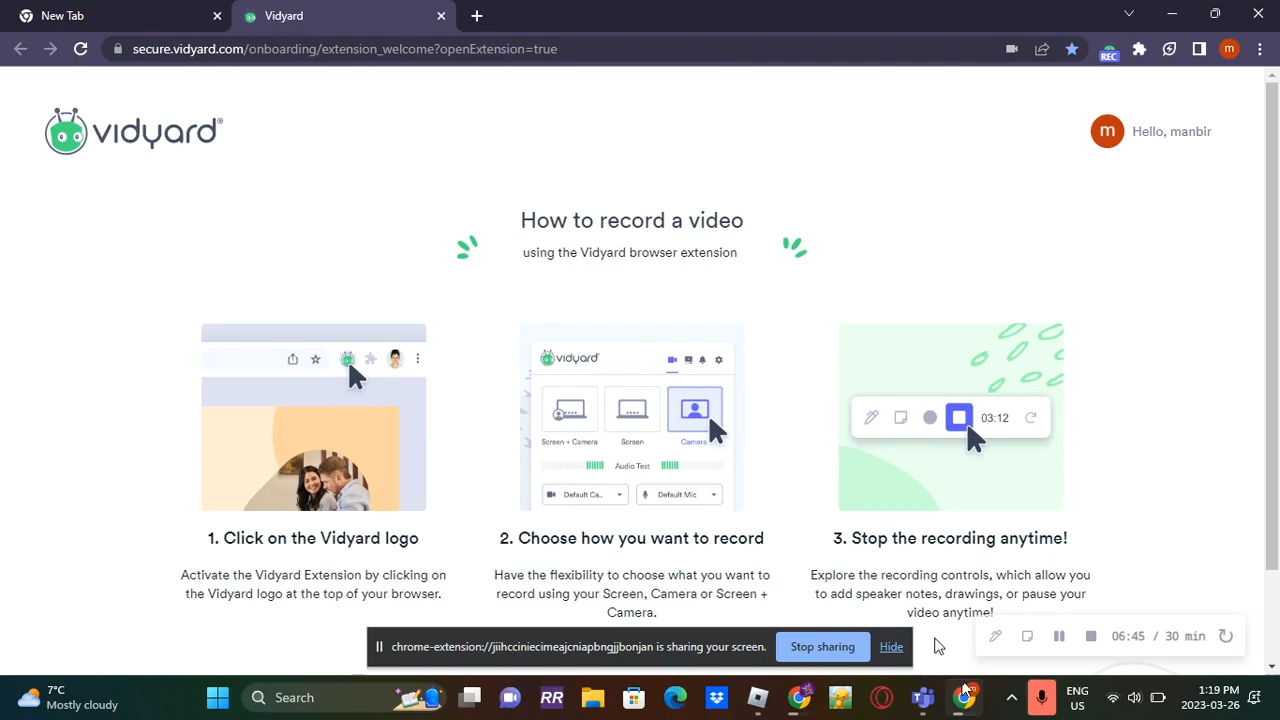 New Tab
Vidyard
secure.vidyard.com/onboarding/extension_welcome?openExtension=true
REC
m
vidyard®
m
Hello, manbir
How to record a video
using the Vidyard browser extension
vidyard
Screen + Camera
Screen
Camera
Audio Test
Default Ca..
Default Mic
03:12
1. Click on the Vidyard logo
2. Choose how you want to record
3. Stop the recording anytime!
Activate the Vidyard Extension by clicking on
the Vidyard logo at the top of your browser.
Have the flexibility to choose what you want to
record using your Screen, Camera or Screen +
Camera.
Explore the recording controls, which allow you
to add speaker notes, drawings, or pause your
video anytime!
chrome-extension://jiihcciniecimeajcniapbngjjbonjan is sharing your screen.
Stop sharing
Hide
06:45 / 30 min
7°C
Mostly cloudy
Search
RR
ENG
US
1:19 PM
2023-03-26